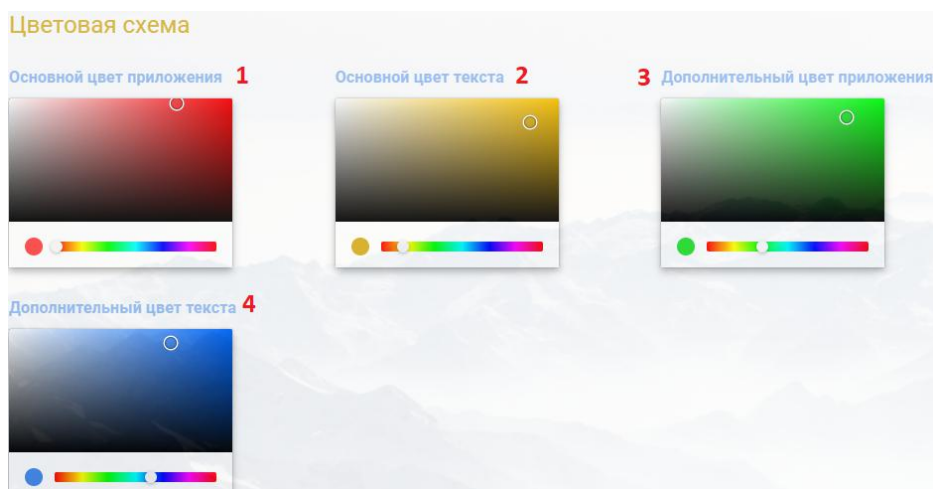 Цветовая схема
Основной цвет приложения 1
Основной цвет текста 2
3 Дополнительный цвет приложения
Дополнительный цвет текста 4